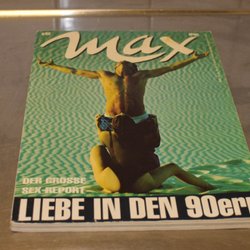 max
DER GROSSE
SEX-REPORT
LIEBE IN DEN 90ern